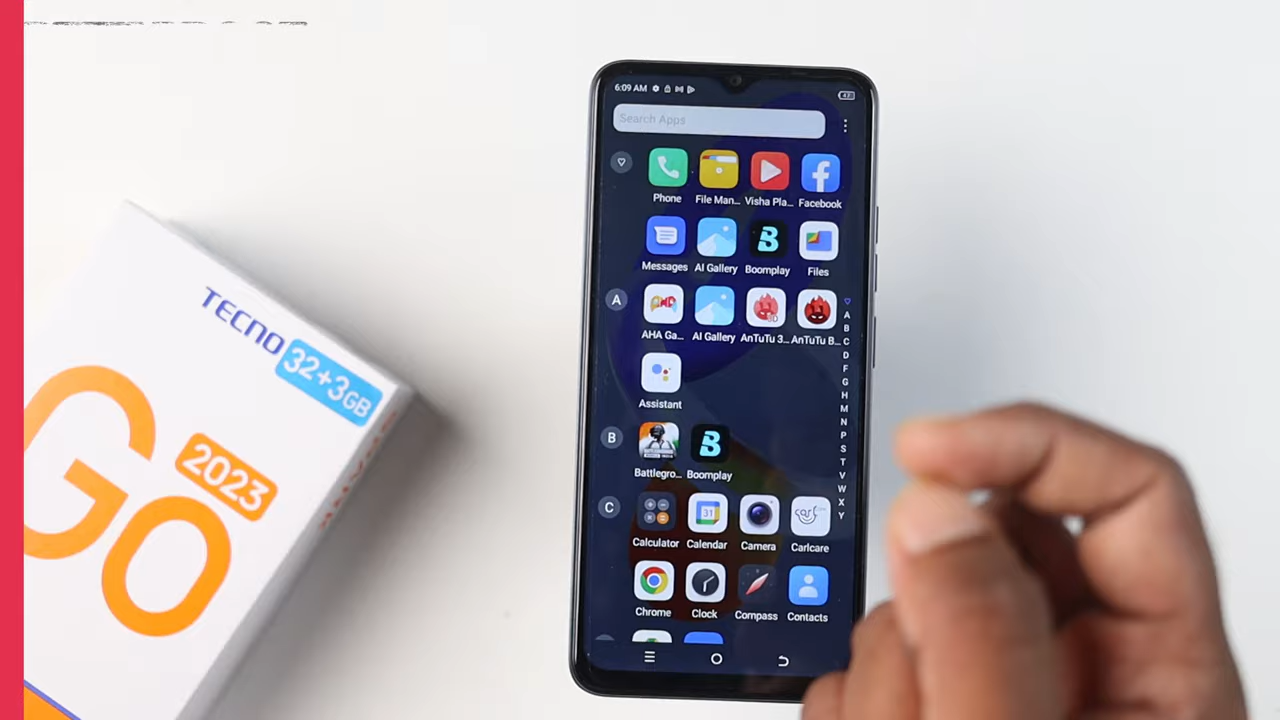 TECNO
32+3GB
GO
2023
6:09 AM
47
Search Apps
Phone File Man... Visha Pla... Facebook
Messages AI Gallery Boomplay Files
A
AHA Ga... AI Gallery AnTuTu 3... AnTuTu B...
Assistant
B
Battlegro... Boomplay
C
Calculator Calendar Camera Carlcare
Chrome Clock Compass Contacts
A
B
C
D
F
G
H
M
N
P
S
T
V
W
X
Y